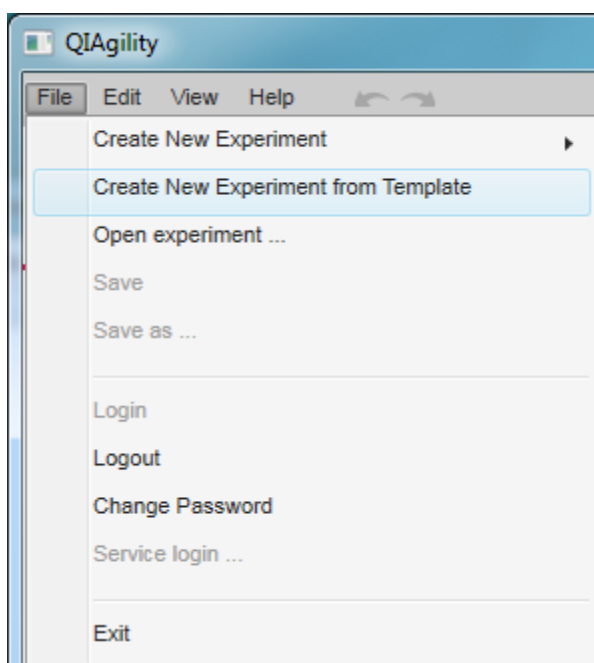 QIAgility
File Edit View Help
Create New Experiment
Create New Experiment from Template
Open experiment ...
Save
Save as ...
Login
Logout
Change Password
Service login ...
Exit